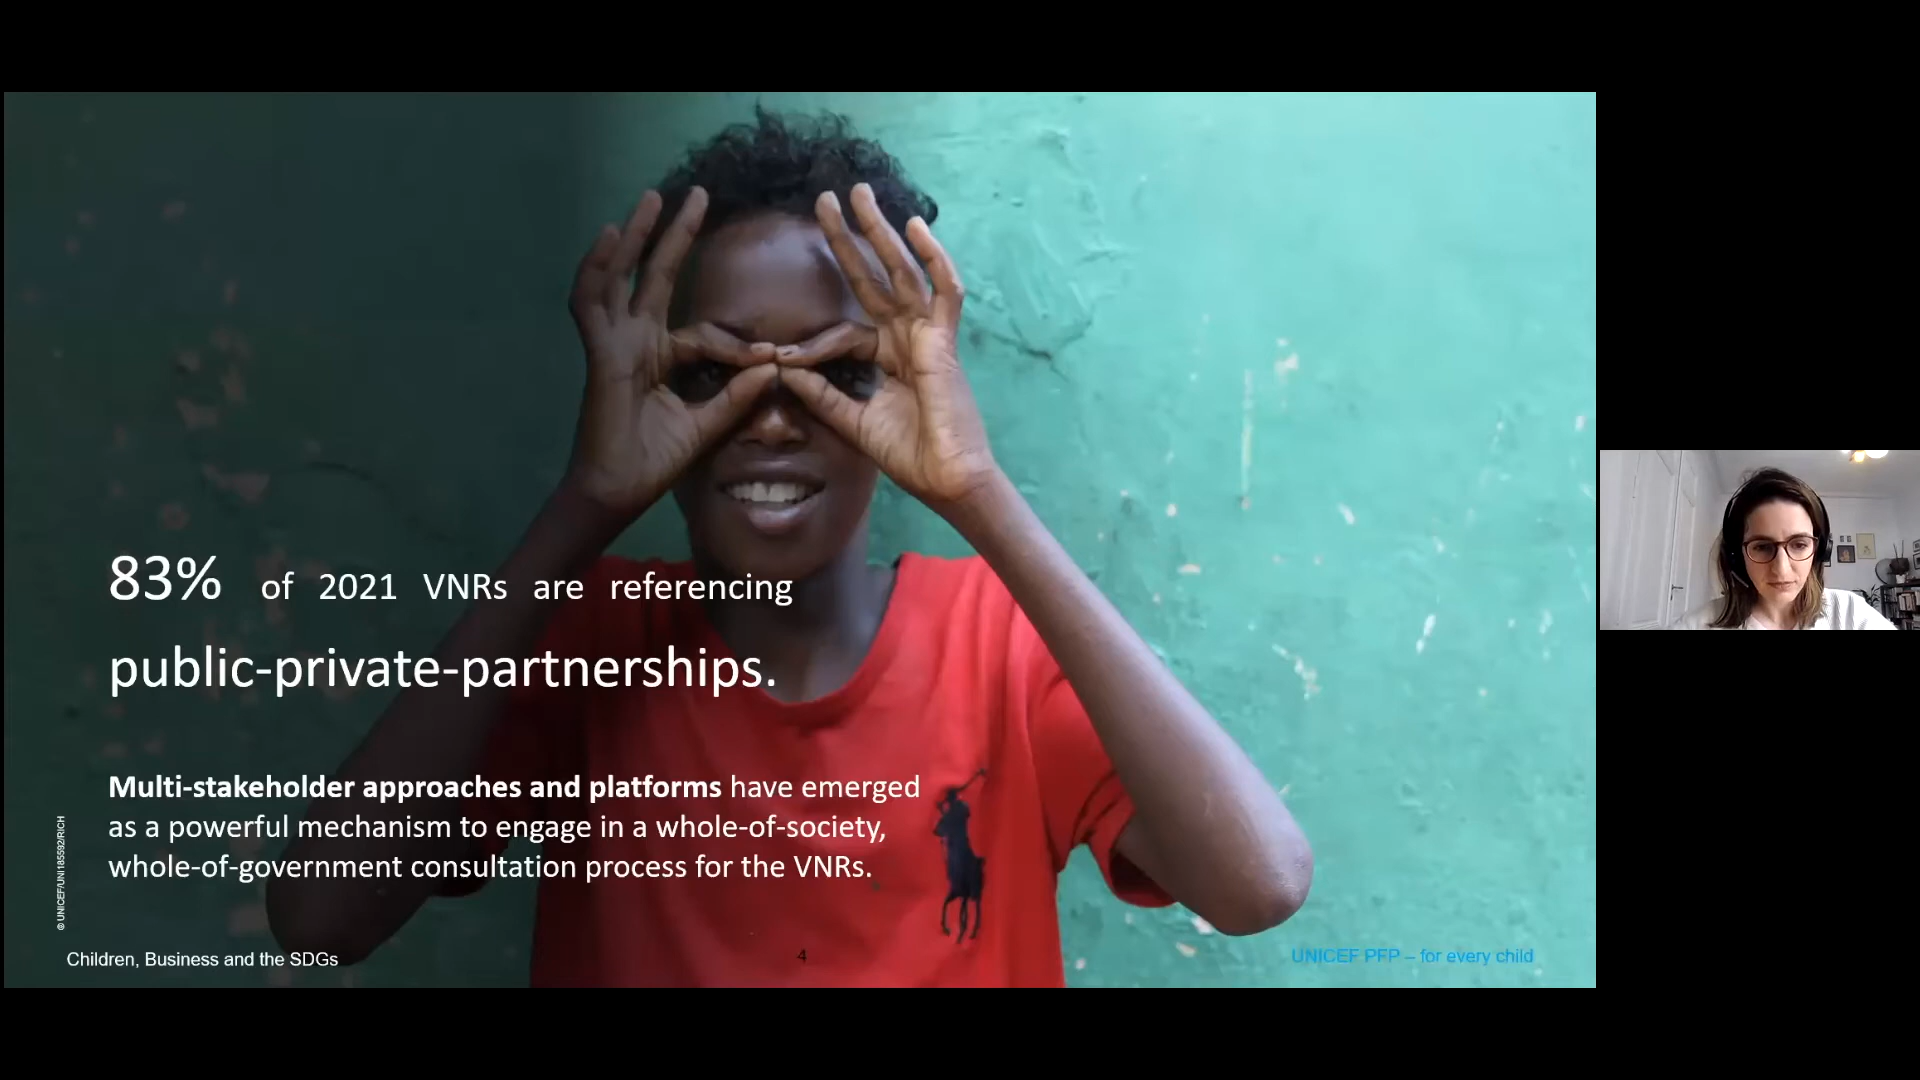 83% of 2021 VNRs are referencing
public-private-partnerships.
Multi-stakeholder approaches and platforms have emerged
as a powerful mechanism to engage in a whole-of-society,
whole-of-government consultation process for the VNRs.
© UNICEF/UNI185592/RICH
Children, Business and the SDGs
4
UNICEF PFP – for every child